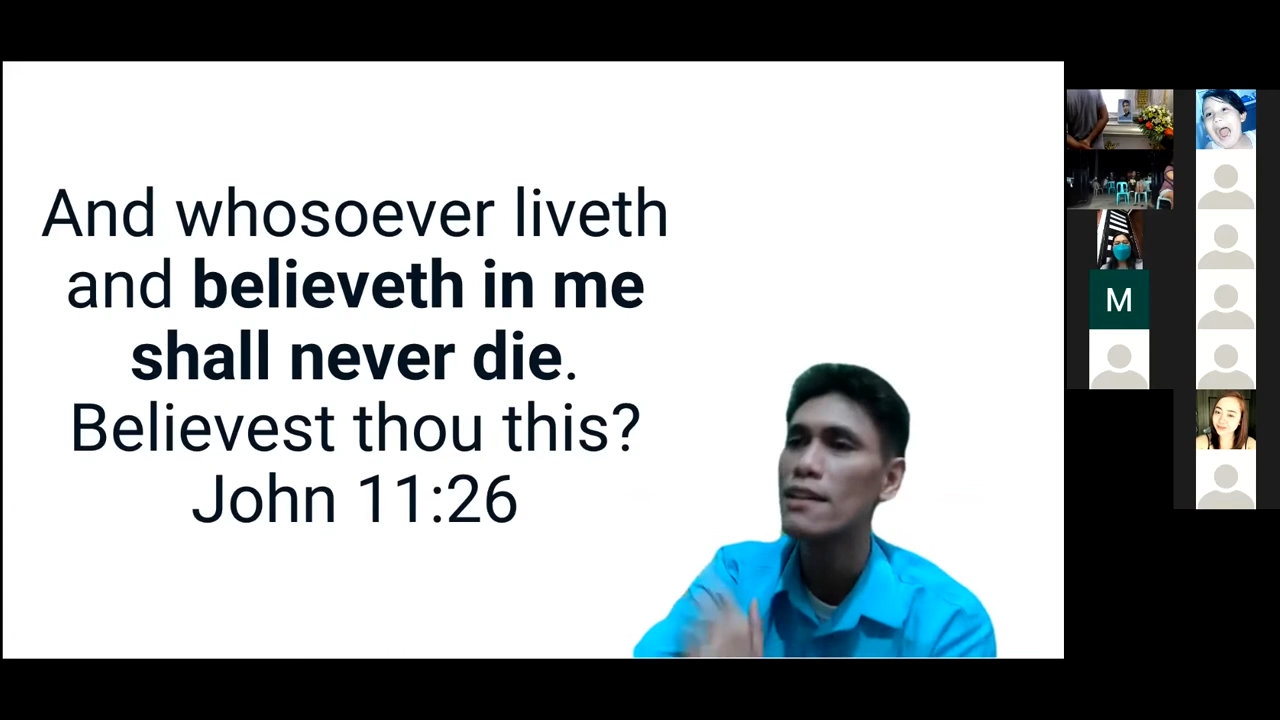 And whosoever liveth
and believeth in me
shall never die.
Believest thou this?
John 11:26
M